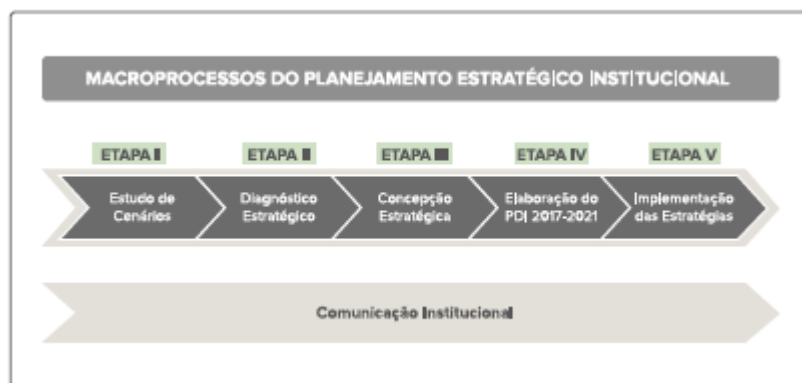 MACROPROCESSOS DO PLANEJAMENTO ESTRATÉGICO INSTITUCIONAL
ETAPA I
ETAPA II
ETAPA III
ETAPA IV
ETAPA V
Estudo de
Cenários
Diagnóstico
Estratégico
Concepção
Estratégica
Elaboração do
PDI 2017-2021
Implementação
das Estratégias
Comunicação Institucional